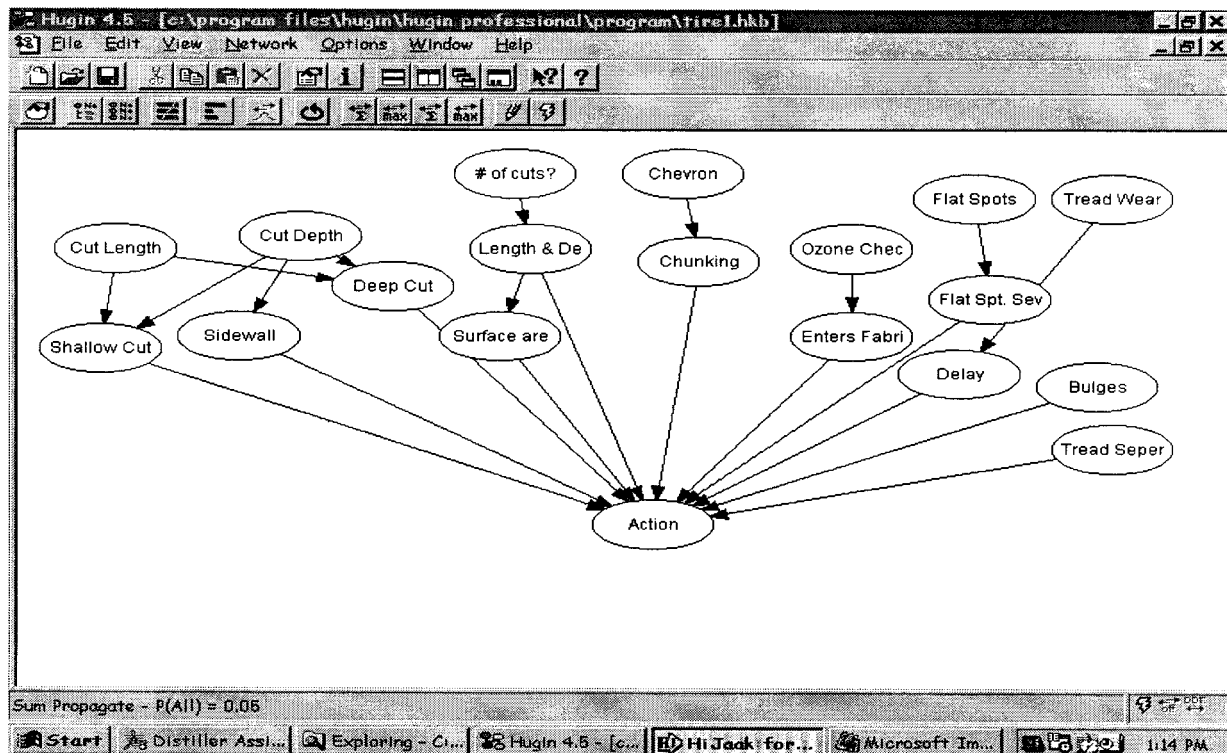 Hugin 4.5 - [c:\program files\hugin\hugin professional\program\tire1.hkb]
File Edit View Network Options Window Help
# of cuts?
Chevron
Flat Spots
Tread Wear
Cut Length
Cut Depth
Length & De
Chunking
Ozone Chec
Deep Cut
Flat Spt. Sev
Shallow Cut
Sidewall
Surface are
Enters Fabri
Delay
Bulges
Tread Seper
Action
Sum Propagate - P(All) = 0.05
Start Distiller Assi... Exploring - Ci... Hugin 4.5 - [c... HiJaak for... Microsoft Im... 1:14 PM